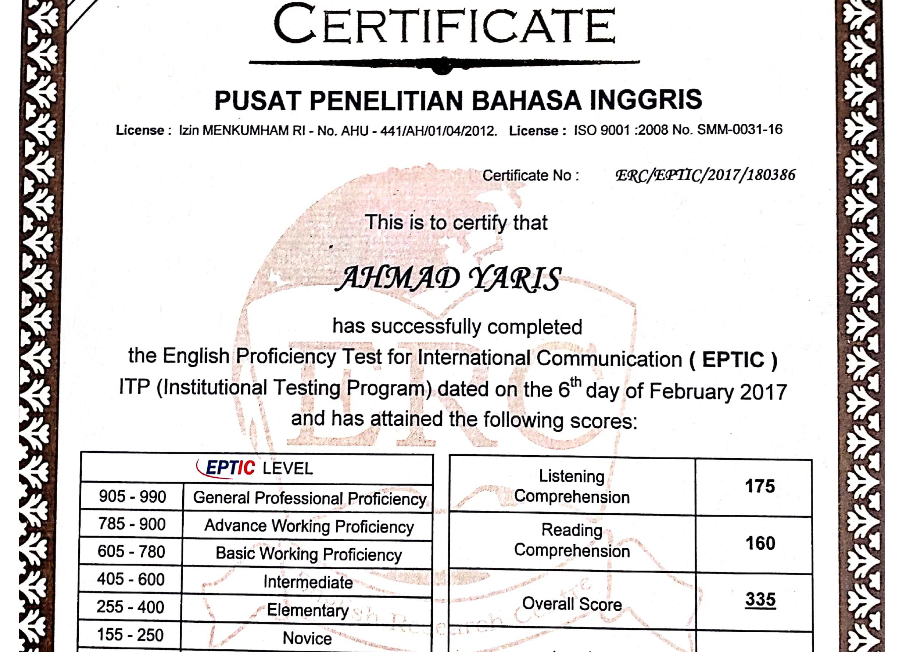 CERTIFICATE
PUSAT PENELITIAN BAHASA INGGRIS
License : Izin MENKUMHAM RI - No. AHU - 441/AH/01/04/2012. License : ISO 9001 :2008 No. SMM-0031-16
Certificate No : ERC/EPTIC/2017/180386
This is to certify that
AHMAD YARIS
has successfully completed
the English Proficiency Test for International Communication ( EPTIC )
ITP (Institutional Testing Program) dated on the 6th day of February 2017
and has attained the following scores:
ERC
EPTIC LEVEL
905 - 990 General Professional Proficiency
785 - 900 Advance Working Proficiency
605 - 780 Basic Working Proficiency
405 - 600 Intermediate
255 - 400 Elementary
155 - 250 Novice
Listening
Comprehension 175
Reading
Comprehension 160
Overall Score 335
English Research Centre